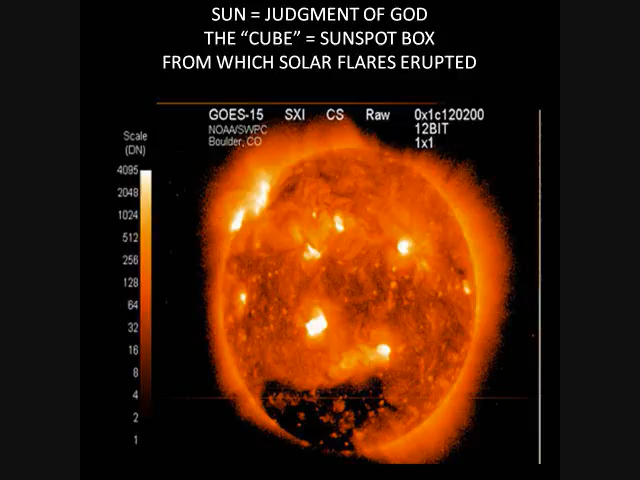 SUN = JUDGMENT OF GOD
THE “CUBE” = SUNSPOT BOX
FROM WHICH SOLAR FLARES ERUPTED
GOES-15 SXI CS Raw 0x1c120200
NOAA/SWPC 12BIT
Boulder, CO 1x1
Scale
(DN)
4095
2048
1024
512
256
128
64
32
16
8
4
2
1